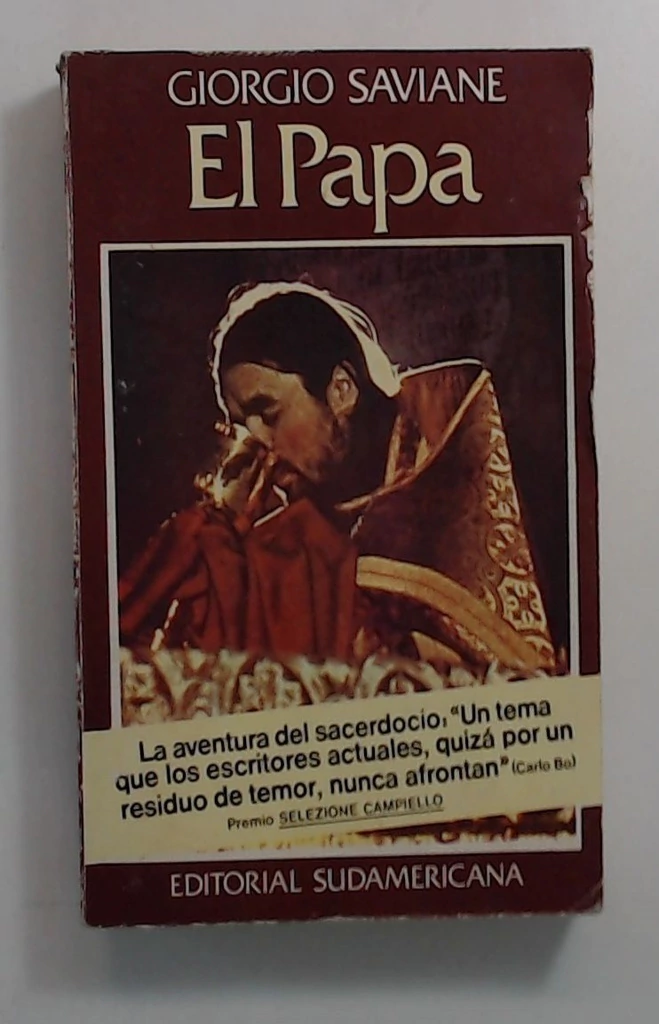 GIORGIO SAVIANE
El Papa
La aventura del sacerdocio, "Un tema
que los escritores actuales, quizá por un
residuo de temor, nunca afrontan" (Carlo Bo)
Premio SELEZIONE CAMPIELLO
EDITORIAL SUDAMERICANA